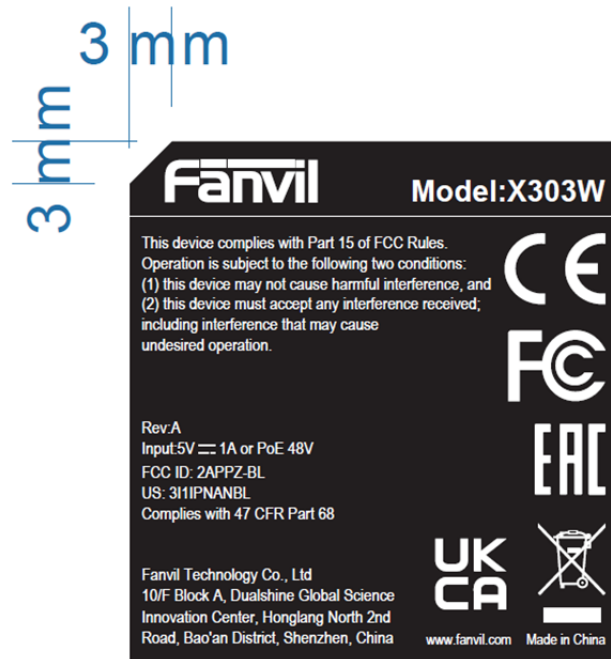 3 mm
3 mm
Fanvil
Model:X303W
This device complies with Part 15 of FCC Rules.
Operation is subject to the following two conditions:
(1) this device may not cause harmful interference, and
(2) this device must accept any interference received;
including interference that may cause
undesired operation.
CE
FC
EAC
Rev:A
Input:5V ⎓ 1A or PoE 48V
FCC ID: 2APPZ-BL
US: 3I1IPNANBL
Complies with 47 CFR Part 68
UK
CA
Fanvil Technology Co., Ltd
10/F Block A, Dualshine Global Science
Innovation Center, Honglang North 2nd
Road, Bao'an District, Shenzhen, China
www.fanvil.com Made in China